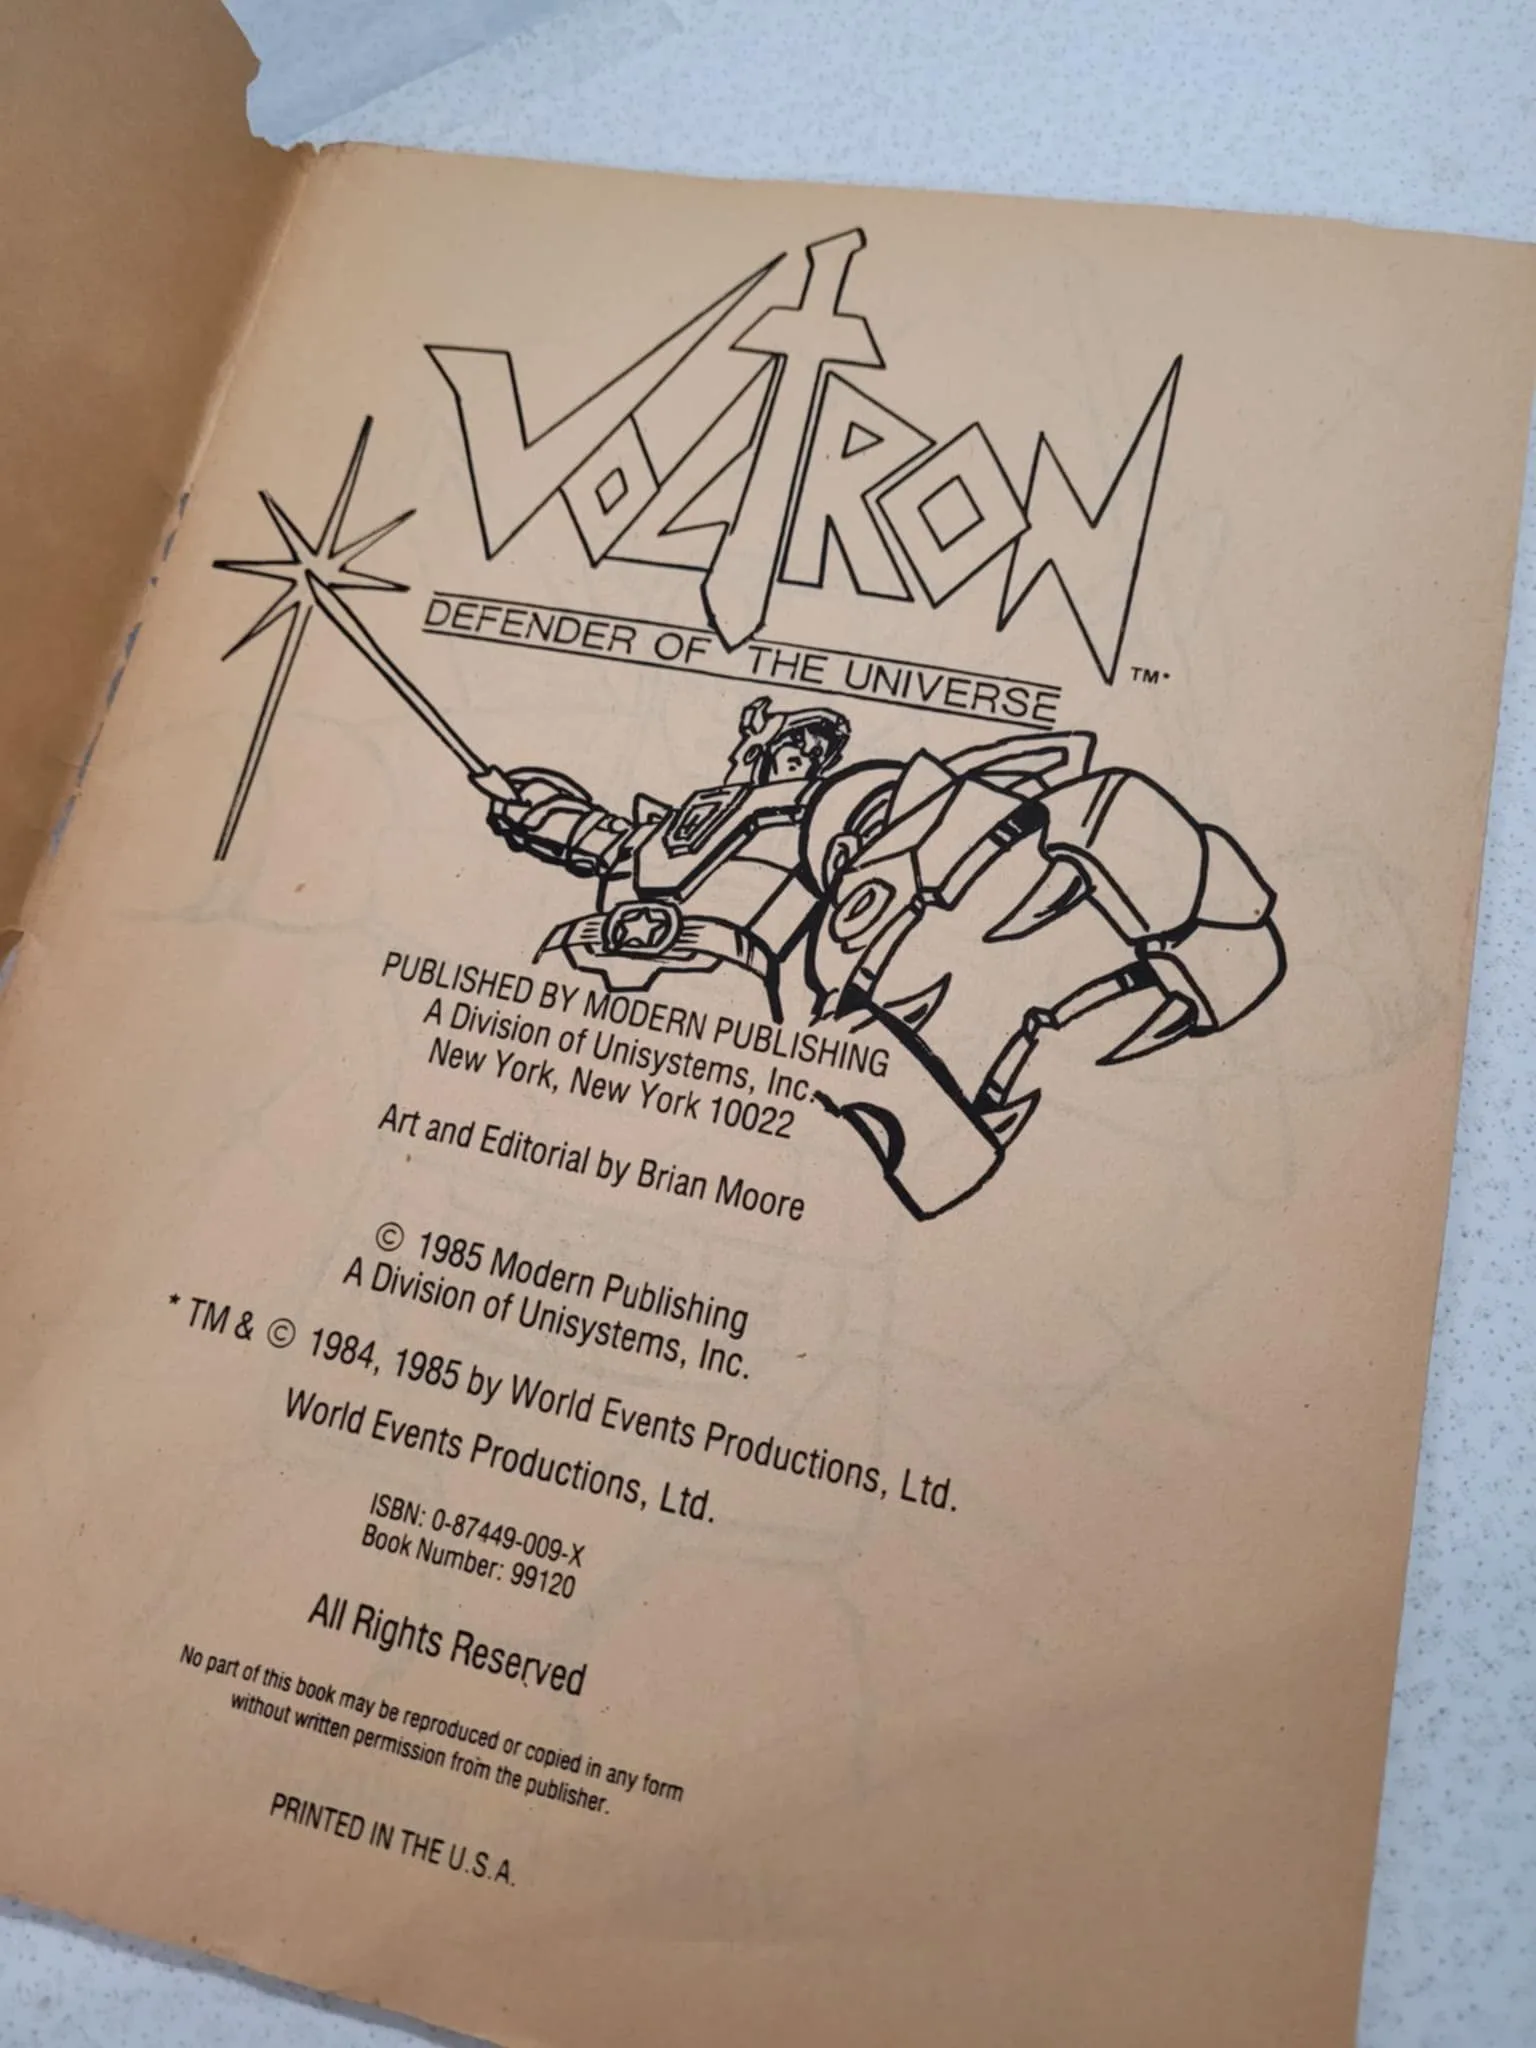 VOLTRON
TM*
DEFENDER OF THE UNIVERSE
PUBLISHED BY MODERN PUBLISHING
A Division of Unisystems, Inc.
New York, New York 10022
Art and Editorial by Brian Moore
© 1985 Modern Publishing
A Division of Unisystems, Inc.
* TM & © 1984, 1985 by World Events Productions, Ltd.
World Events Productions, Ltd.
ISBN: 0-87449-009-X
Book Number: 99120
All Rights Reserved
No part of this book may be reproduced or copied in any form
without written permission from the publisher.
PRINTED IN THE U.S.A.